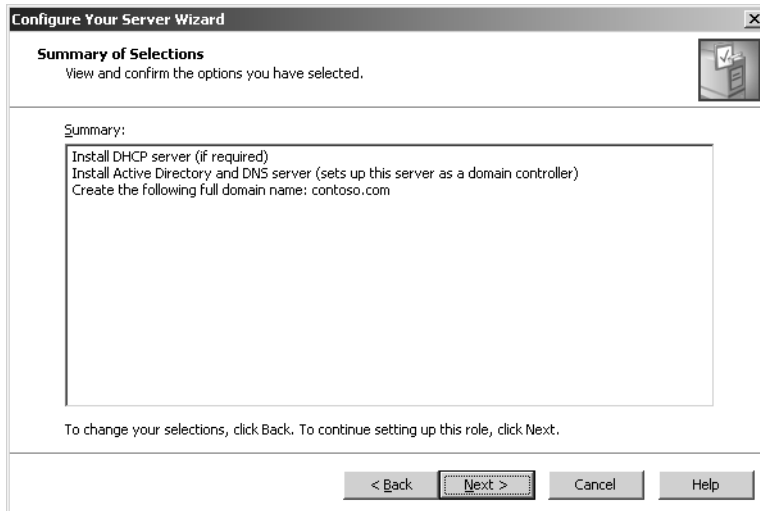 Configure Your Server Wizard
Summary of Selections
View and confirm the options you have selected.
Summary:
Install DHCP server (if required)
Install Active Directory and DNS server (sets up this server as a domain controller)
Create the following full domain name: contoso.com
To change your selections, click Back. To continue setting up this role, click Next.
< Back Next > Cancel Help